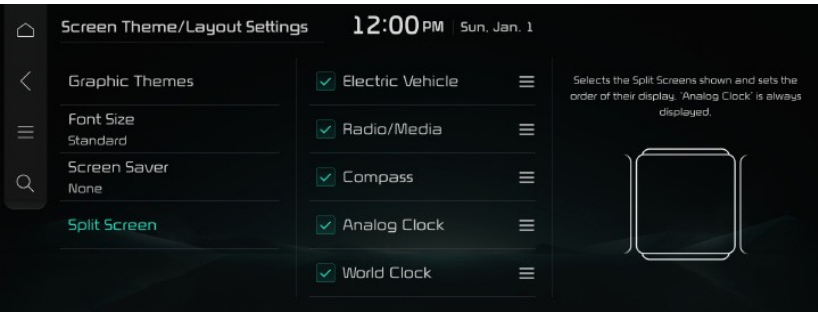 Screen Theme/Layout Settings
12:00 PM Sun, Jan. 1
Graphic Themes
Font Size
Standard
Screen Saver
None
Split Screen
Electric Vehicle
Radio/Media
Compass
Analog Clock
World Clock
Selects the Split Screens shown and sets the
order of their display. 'Analog Clock' is always
displayed.